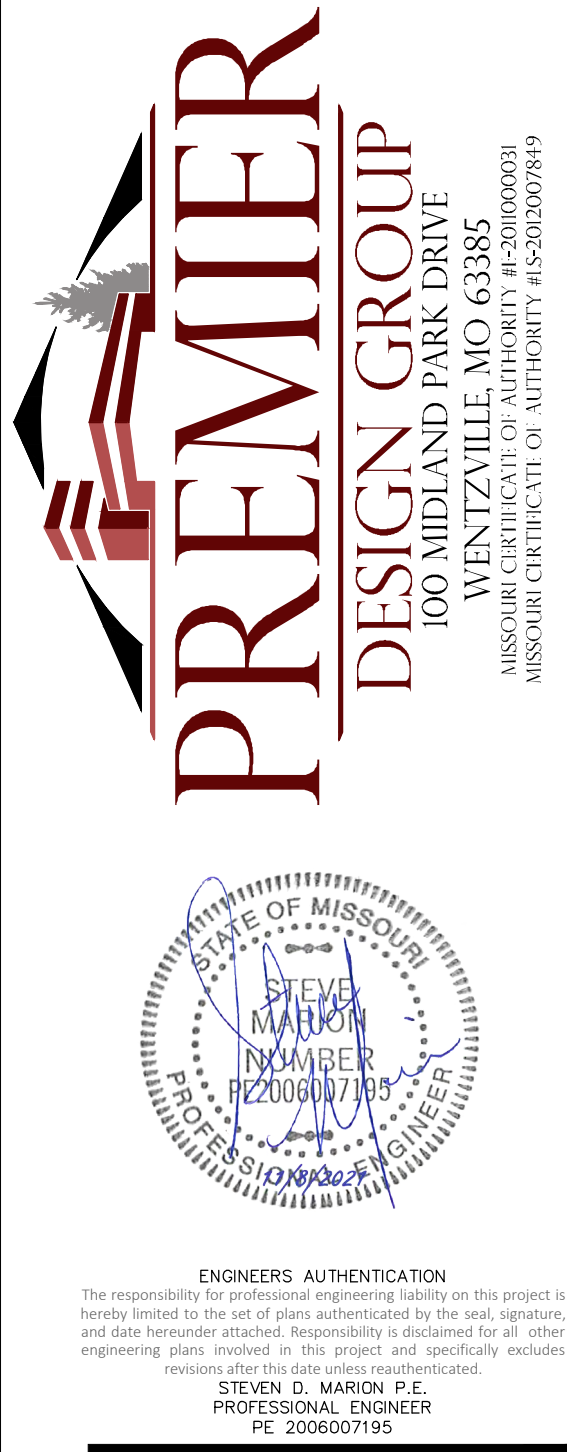 PREMIER
DESIGN GROUP
100 MIDLAND PARK DRIVE
WENTZVILLE, MO 63385
MISSOURI CERTIFICATE OF AUTHORITY #E-2011000031
MISSOURI CERTIFICATE OF AUTHORITY #LS-2012007849
STATE OF MISSOURI
STEVE
MARION
NUMBER
PE2006007195
PROFESSIONAL ENGINEER
ENGINEERS AUTHENTICATION
The responsibility for professional engineering liability on this project is
hereby limited to the set of plans authenticated by the seal, signature,
and date hereunder attached. Responsibility is disclaimed for all other
engineering plans involved in this project and specifically excludes
revisions after this date unless reauthenticated.
STEVEN D. MARION P.E.
PROFESSIONAL ENGINEER
PE 2006007195